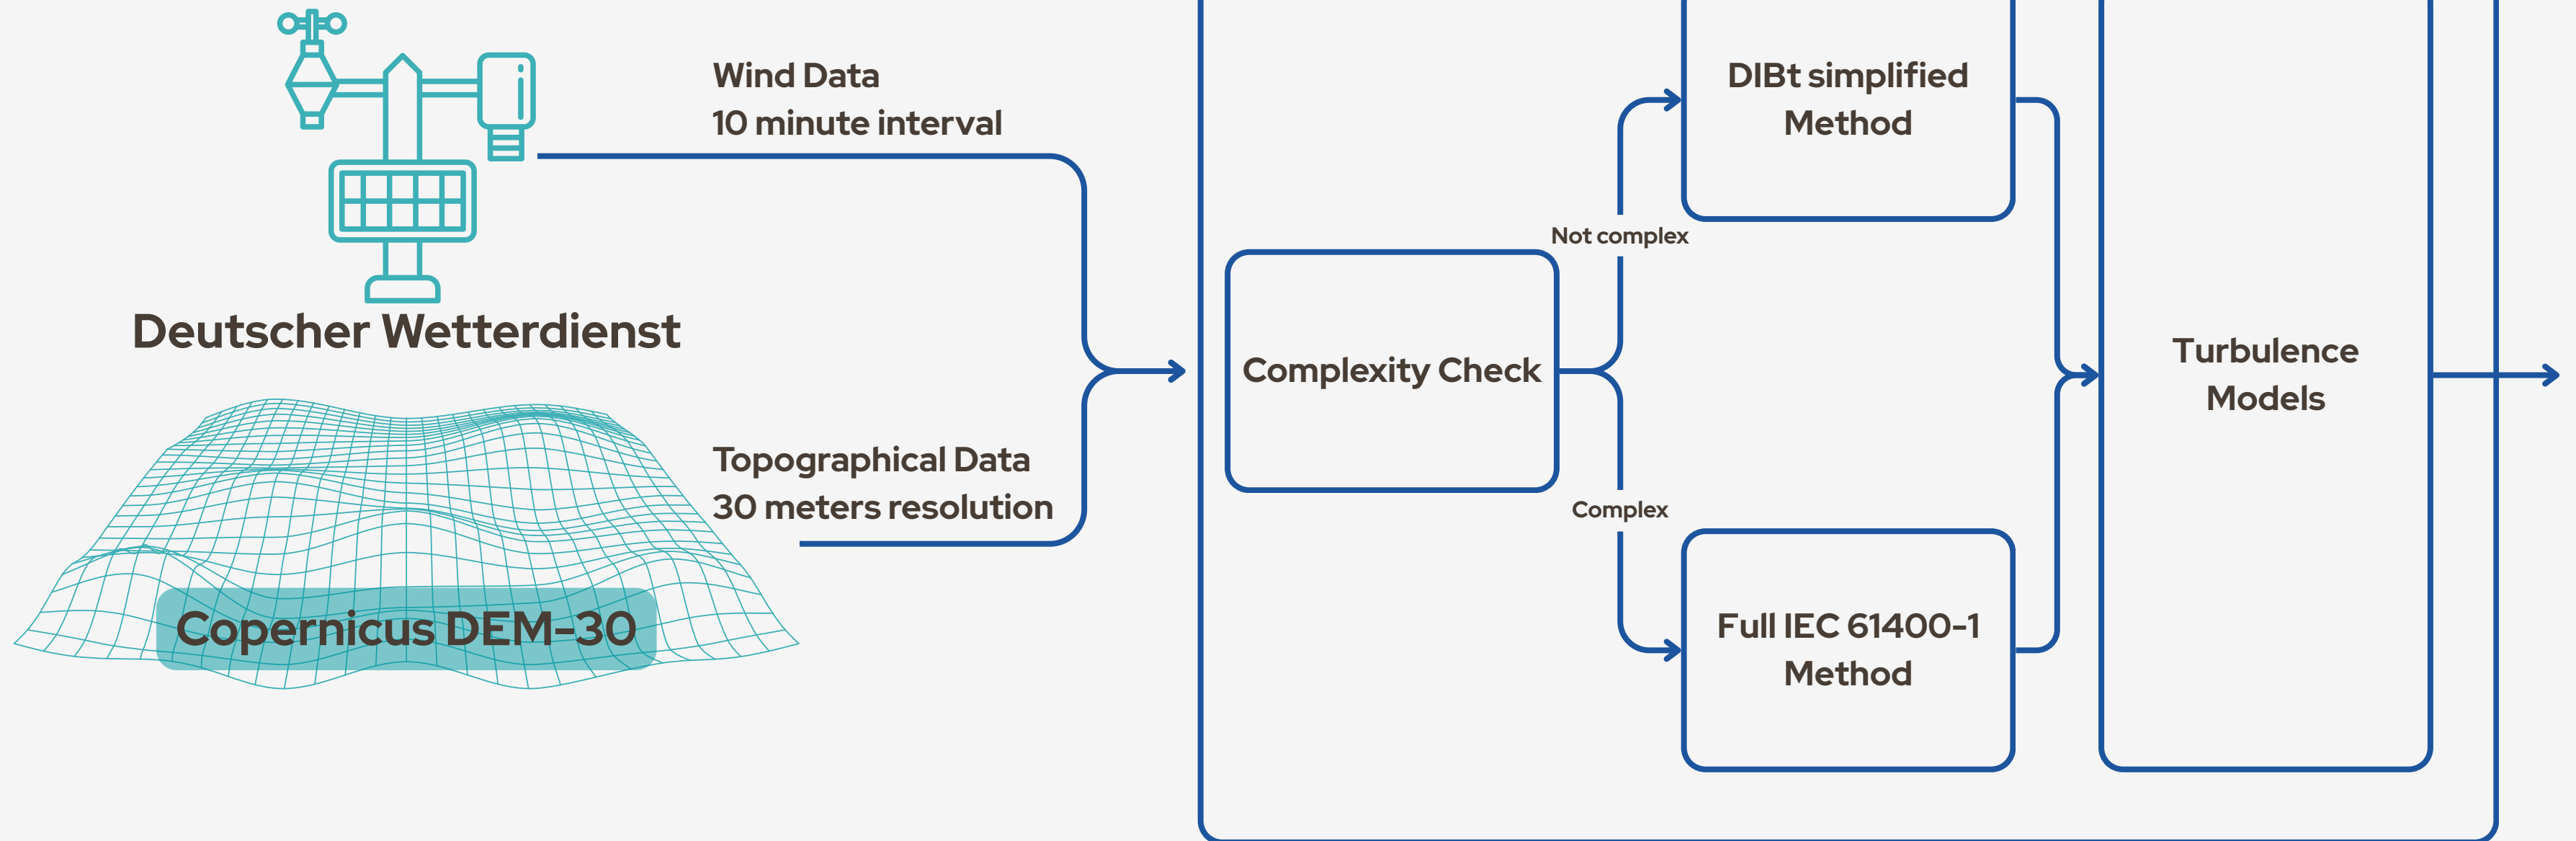 Wind Data
10 minute interval
Deutscher Wetterdienst
Topographical Data
30 meters resolution
Copernicus DEM-30
Complexity Check
Not complex
Complex
DIBt simplified
Method
Full IEC 61400-1
Method
Turbulence
Models